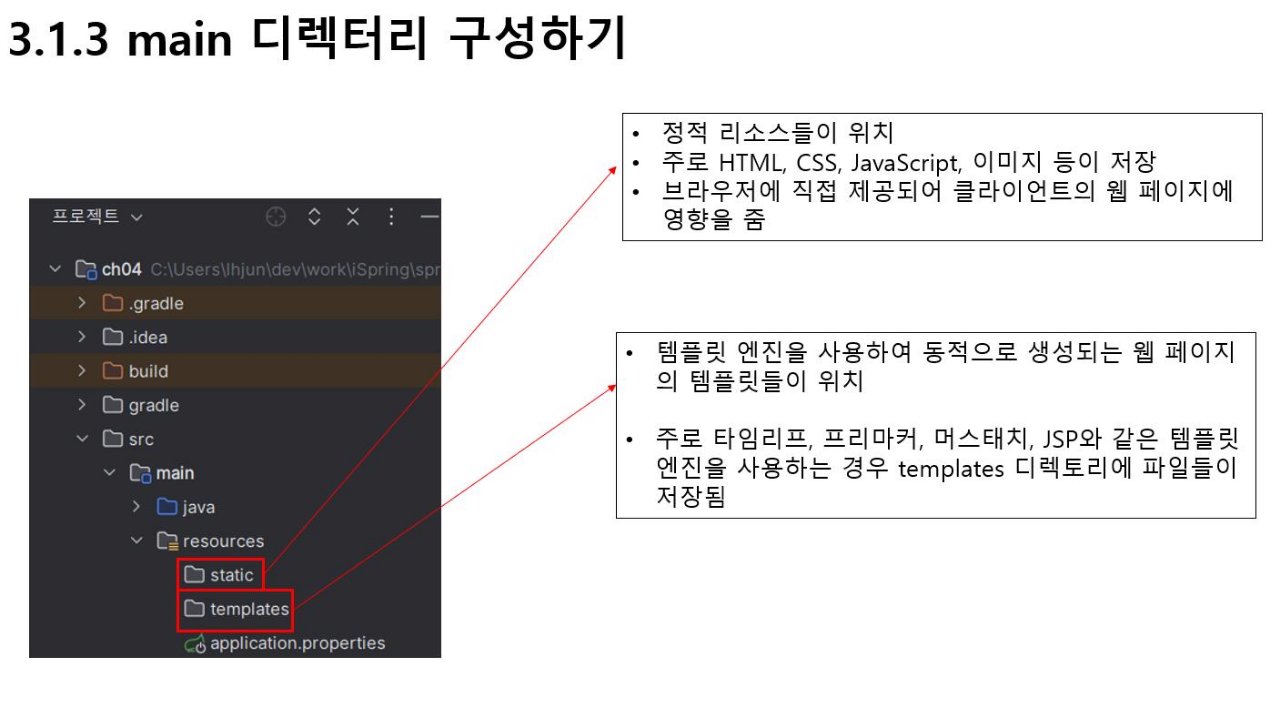 3.1.3 main 디렉터리 구성하기
• 정적 리소스들이 위치
• 주로 HTML, CSS, JavaScript, 이미지 등이 저장
• 브라우저에 직접 제공되어 클라이언트의 웹 페이지에
영향을 줌
프로젝트
ch04 C:\Users\lhjun\dev\work\iSpring\spr
.gradle
.idea
build
gradle
src
main
java
resources
static
templates
application.properties
• 템플릿 엔진을 사용하여 동적으로 생성되는 웹 페이지
의 템플릿들이 위치
• 주로 타임리프, 프리마커, 머스태치, JSP와 같은 템플릿
엔진을 사용하는 경우 templates 디렉토리에 파일들이
저장됨